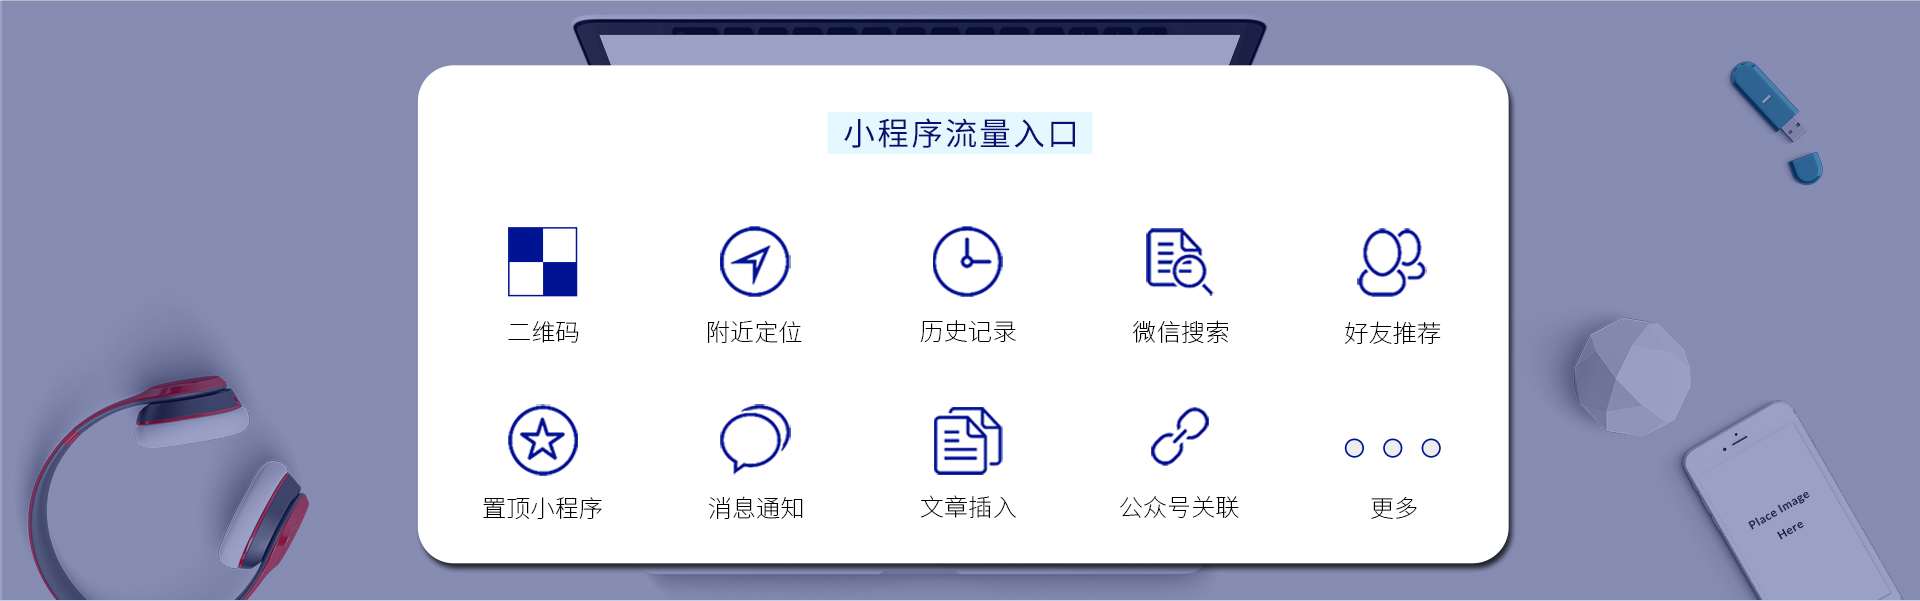 小程序流量入口
二维码
附近定位
历史记录
微信搜索
好友推荐
置顶小程序
消息通知
文章插入
公众号关联
更多
Place Image
Here